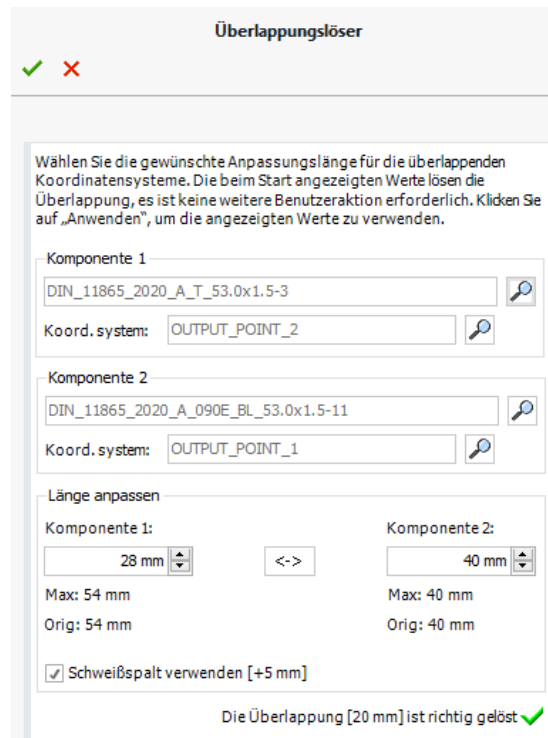 Überlappungslöser
Wählen Sie die gewünschte Anpassungslänge für die überlappenden
Koordinatensysteme. Die beim Start angezeigten Werte lösen die
Überlappung, es ist keine weitere Benutzeraktion erforderlich. Klicken Sie
auf „Anwenden“, um die angezeigten Werte zu verwenden.
Komponente 1
DIN_11865_2020_A_T_53.0x1.5-3
Koord. system: OUTPUT_POINT_2
Komponente 2
DIN_11865_2020_A_090E_BL_53.0x1.5-11
Koord. system: OUTPUT_POINT_1
Länge anpassen
Komponente 1: Komponente 2:
28 mm <-> 40 mm
Max: 54 mm Max: 40 mm
Orig: 54 mm Orig: 40 mm
Schweißspalt verwenden [+5 mm]
Die Überlappung [20 mm] ist richtig gelöst